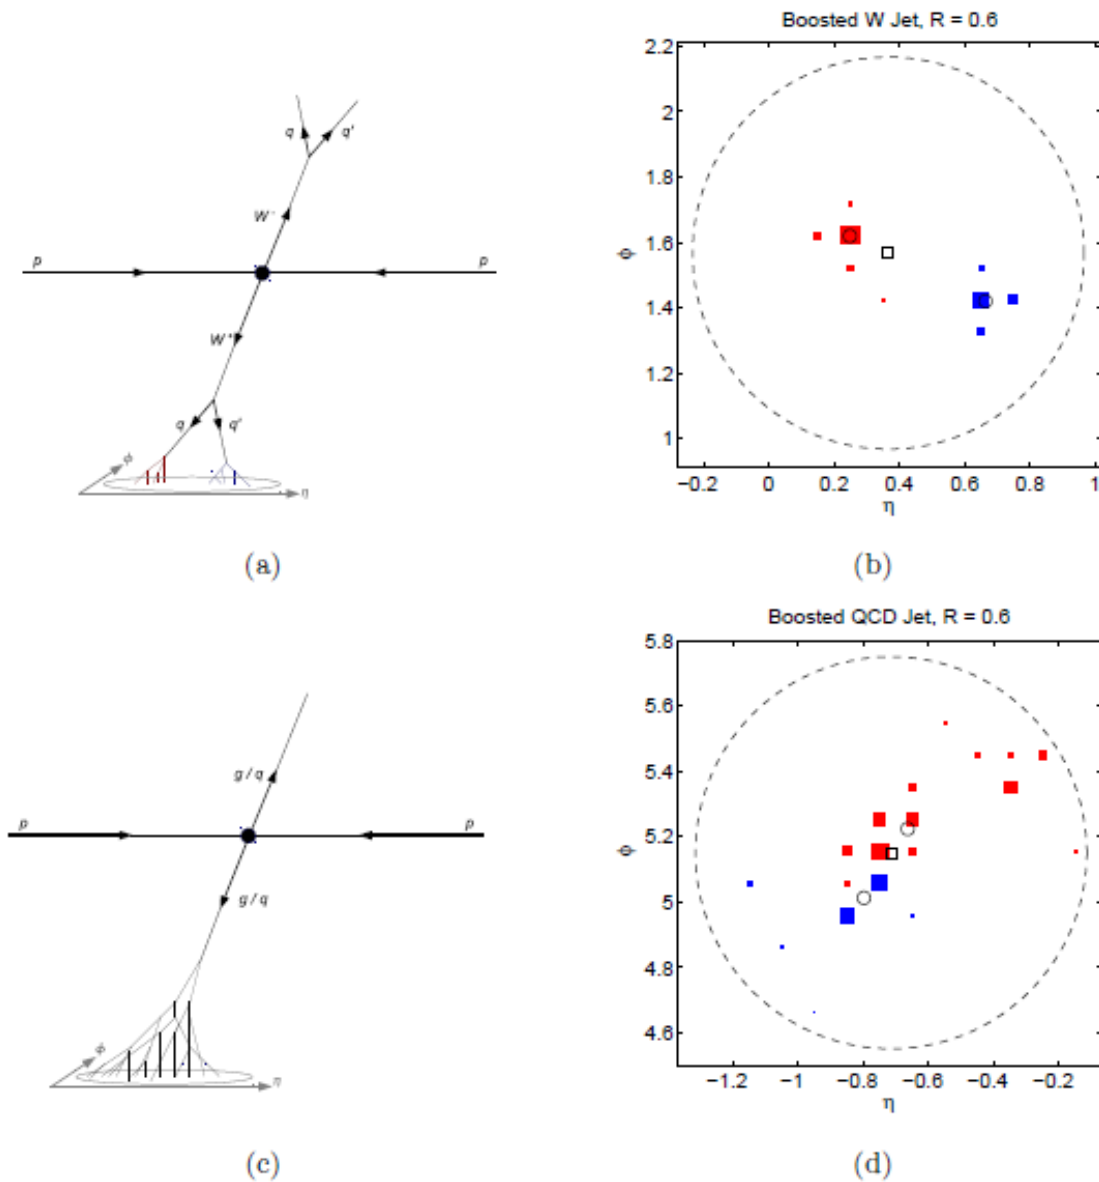 Boosted W Jet, R = 0.6
q q'
W⁻
p p
W⁺
q q'
ϕ
η
2.2
2
1.8
1.6
1.4
1.2
1
ϕ
−0.2 0 0.2 0.4 0.6 0.8 1
η
(a) (b)
Boosted QCD Jet, R = 0.6
g / q
p p
g / q
ϕ
η
5.8
5.6
5.4
5.2
5
4.8
4.6
ϕ
−1.2 −1 −0.8 −0.6 −0.4 −0.2
η
(c) (d)